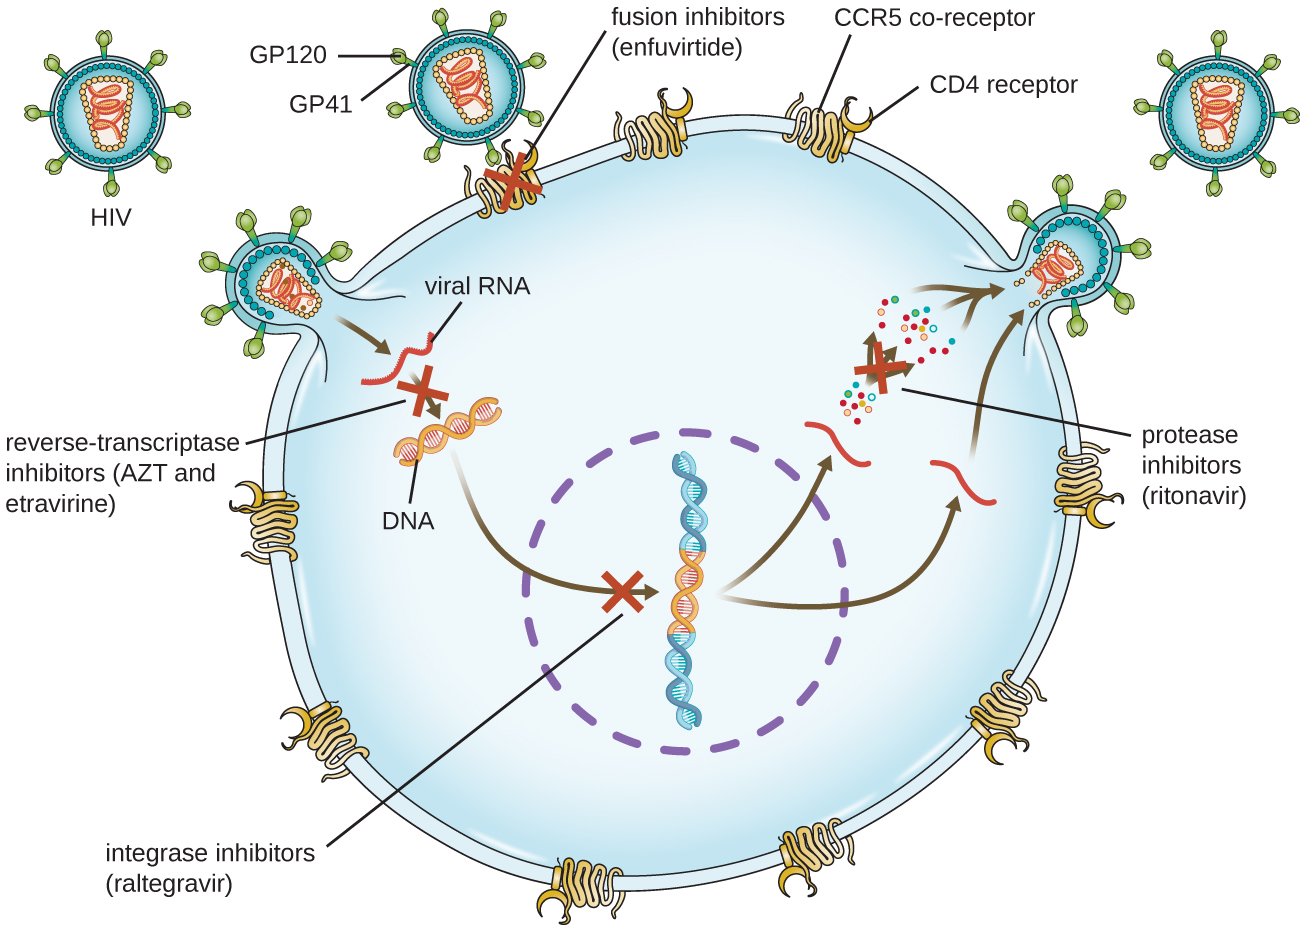 fusion inhibitors
(enfuvirtide)
CCR5 co-receptor
GP120
CD4 receptor
GP41
HIV
viral RNA
reverse-transcriptase
inhibitors (AZT and
etravirine)
protease
inhibitors
(ritonavir)
DNA
integrase inhibitors
(raltegravir)